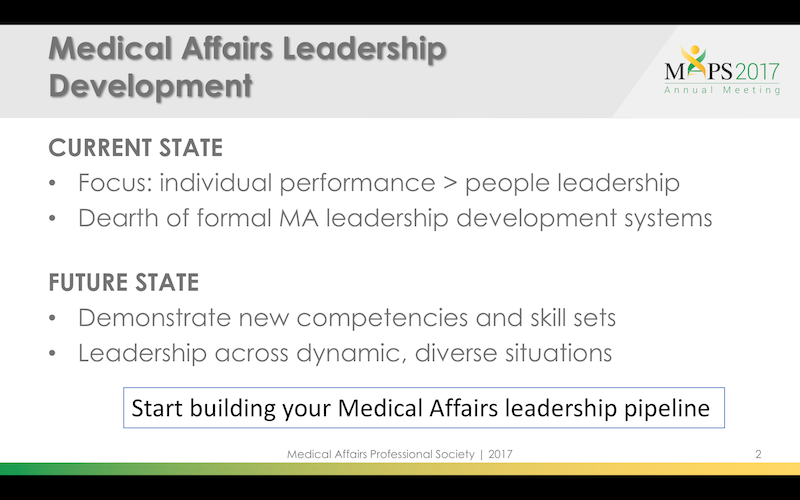 Medical Affairs Leadership
Development
MAPS 2017
Annual Meeting
CURRENT STATE
• Focus: individual performance > people leadership
• Dearth of formal MA leadership development systems
FUTURE STATE
• Demonstrate new competencies and skill sets
• Leadership across dynamic, diverse situations
Start building your Medical Affairs leadership pipeline
Medical Affairs Professional Society | 2017
2